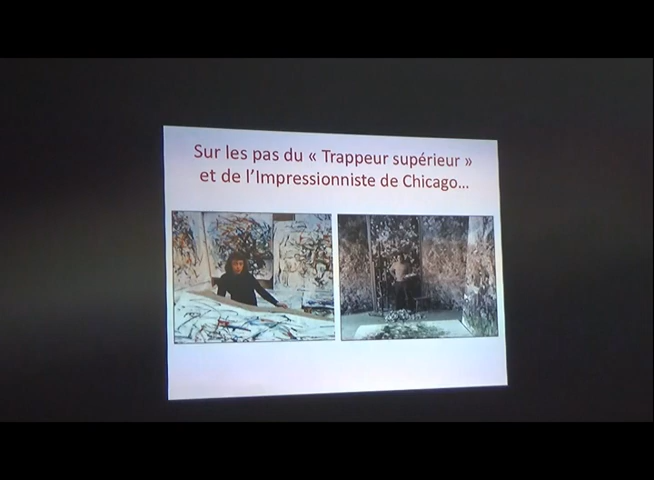 Sur les pas du « Trappeur supérieur »
et de l’Impressionniste de Chicago...